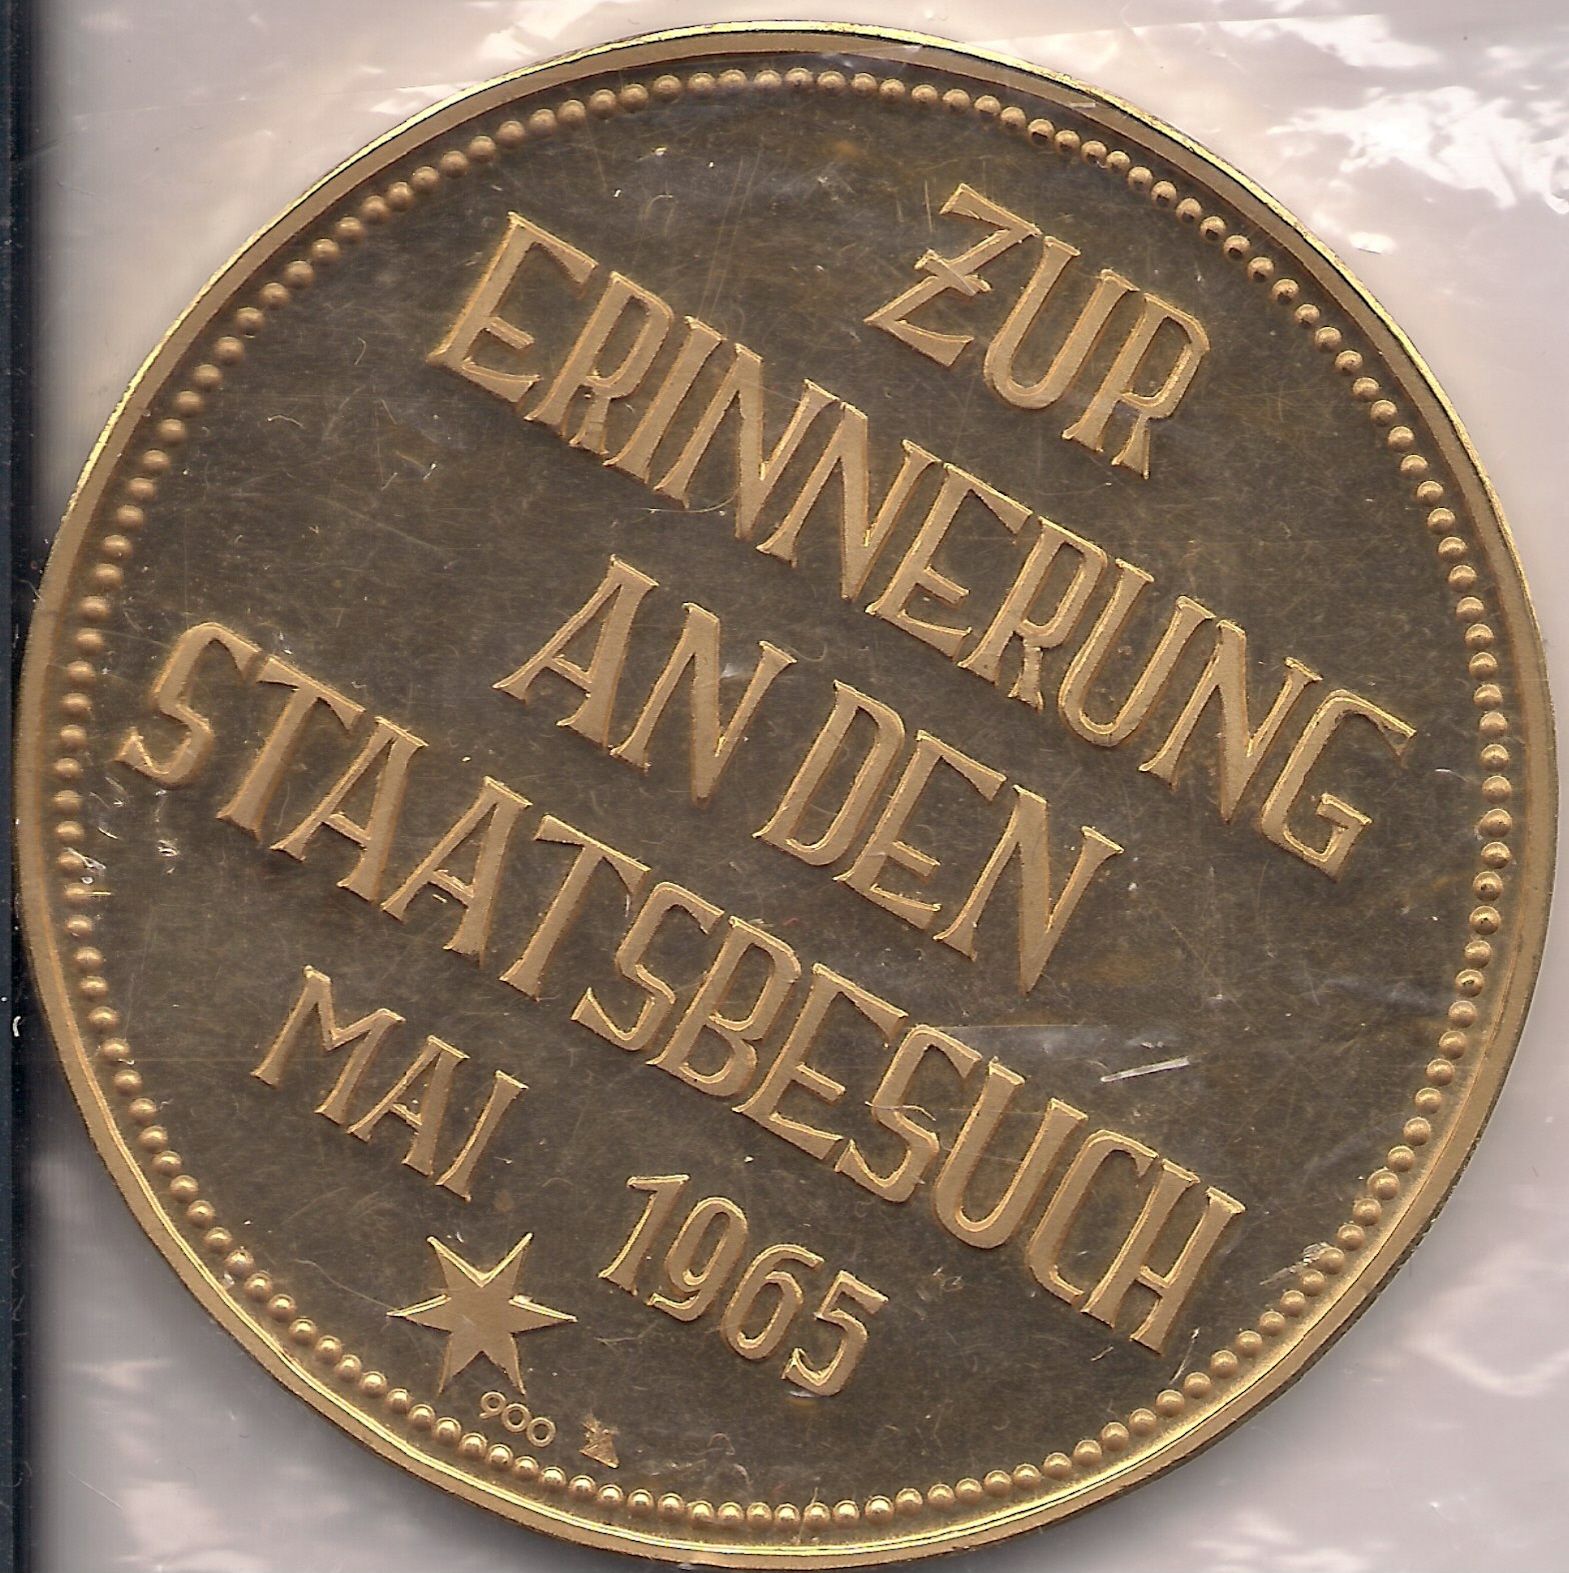 ZUR
ERINNERUNG
AN DEN
STAATSBESUCH
MAI 1965
900